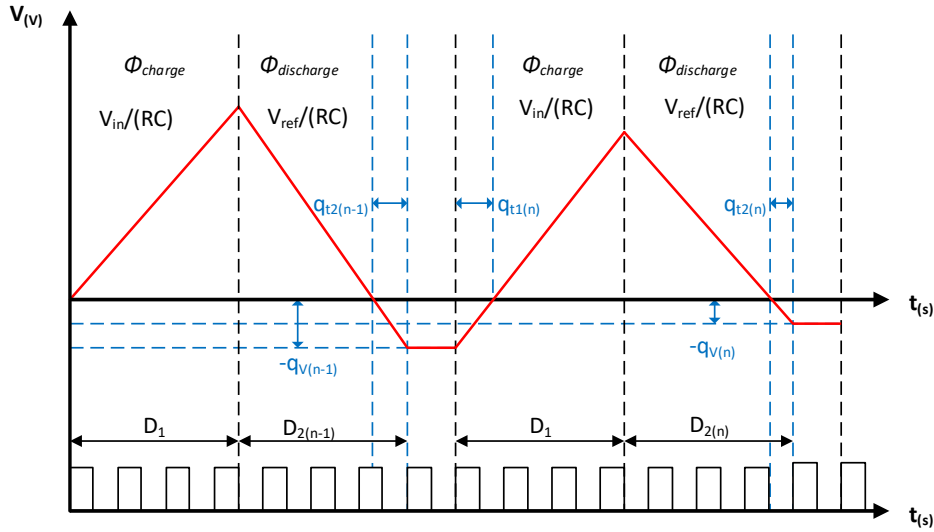 V(V)
Φcharge
Φdischarge
Φcharge
Φdischarge
Vin/(RC)
Vref/(RC)
Vin/(RC)
Vref/(RC)
qt2(n-1)
qt1(n)
qt2(n)
t(s)
-qV(n-1)
-qV(n)
D1
D2(n-1)
D1
D2(n)
t(s)